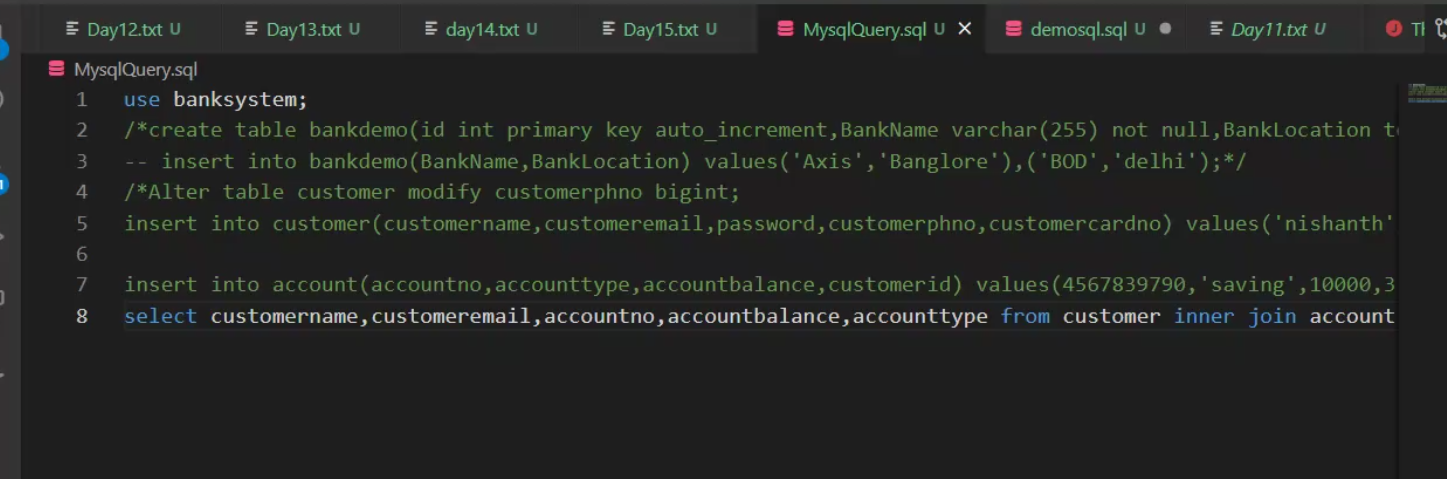 Day12.txt U Day13.txt U day14.txt U Day15.txt U MysqlQuery.sql U demosql.sql U Day11.txt U
MysqlQuery.sql
1 use banksystem;
2 /*create table bankdemo(id int primary key auto_increment,BankName varchar(255) not null,BankLocation
3 -- insert into bankdemo(BankName,BankLocation) values('Axis','Banglore'),('BOD','delhi');*/
4 /*Alter table customer modify customerphno bigint;
5 insert into customer(customername,customeremail,password,customerphno,customercardno) values('nishanth'
6
7 insert into account(accountno,accounttype,accountbalance,customerid) values(4567839790,'saving',10000,3
8 select customername,customeremail,accountno,accountbalance,accounttype from customer inner join account